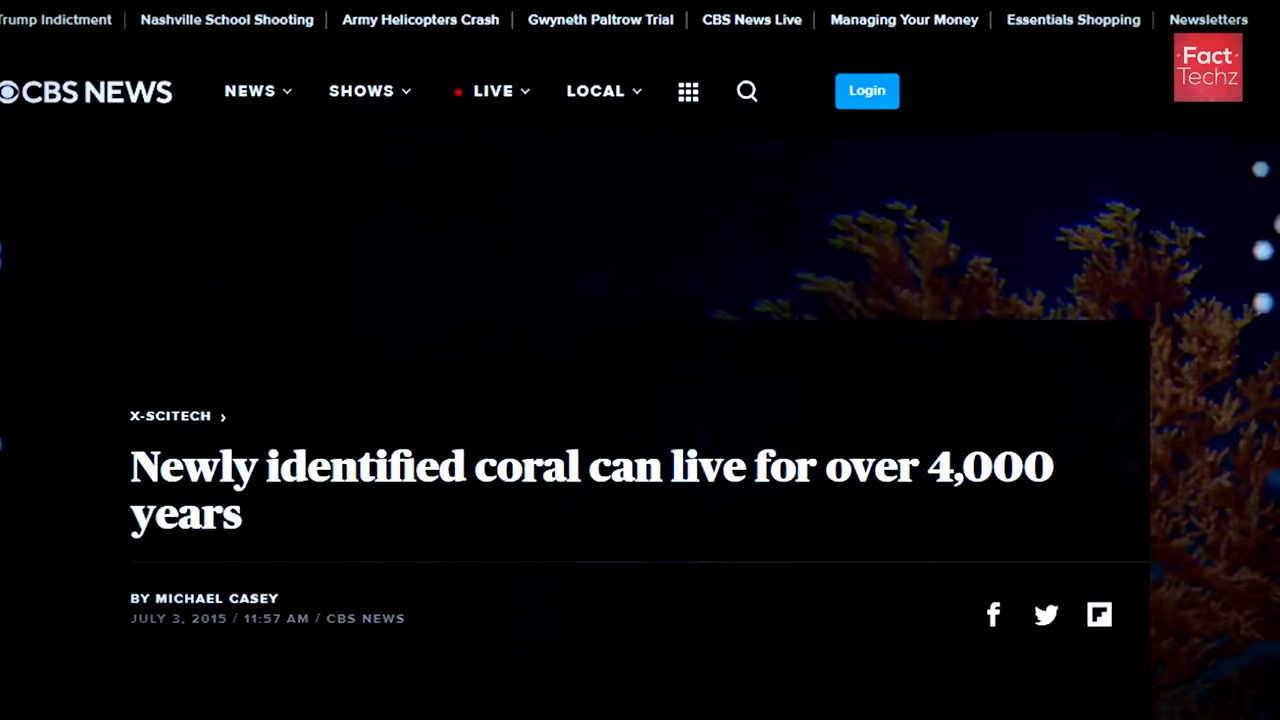 Trump Indictment | Nashville School Shooting | Army Helicopters Crash | Gwyneth Paltrow Trial | CBS News Live | Managing Your Money | Essentials Shopping | Newsletters
Fact
Techz
CBS NEWS NEWS SHOWS LIVE LOCAL Login
X-SCITECH ›
Newly identified coral can live for over 4,000
years
BY MICHAEL CASEY
JULY 3, 2015 / 11:57 AM / CBS NEWS